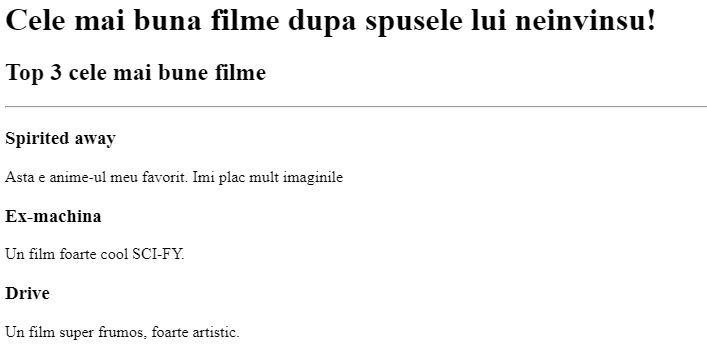 Cele mai buna filme dupa spusele lui neinvinsu!
Top 3 cele mai bune filme
Spirited away
Asta e anime-ul meu favorit. Imi plac mult imaginile
Ex-machina
Un film foarte cool SCI-FY.
Drive
Un film super frumos, foarte artistic.